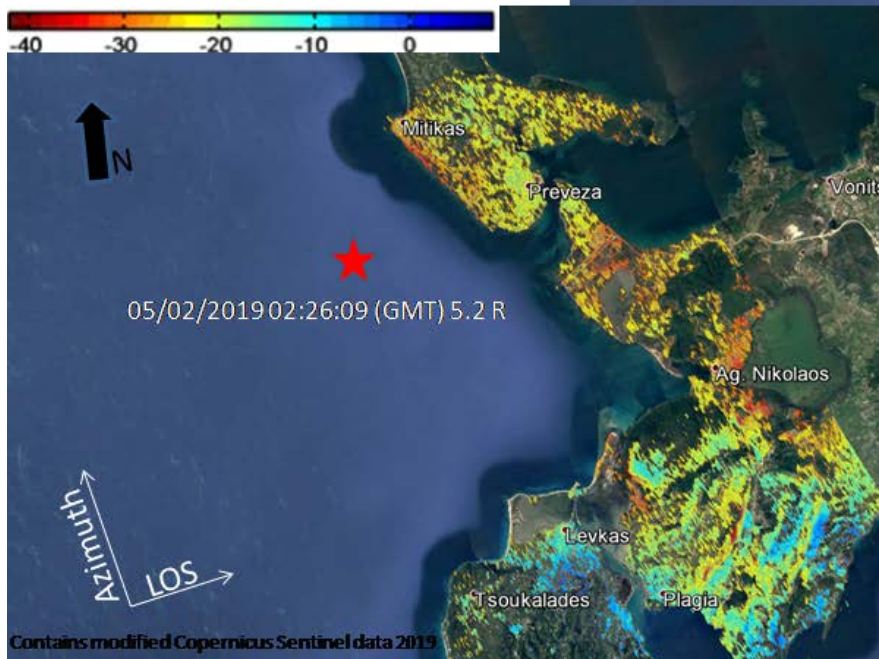 -40 -30 -20 -10 0
N
Mitikas
Preveza
Vonits
05/02/2019 02:26:09 (GMT) 5.2 R
Ag. Nikolaos
Levkas
Azimuth
LOS
Tsoukalades
Plagia
Contains modified Copernicus Sentinel data 2019